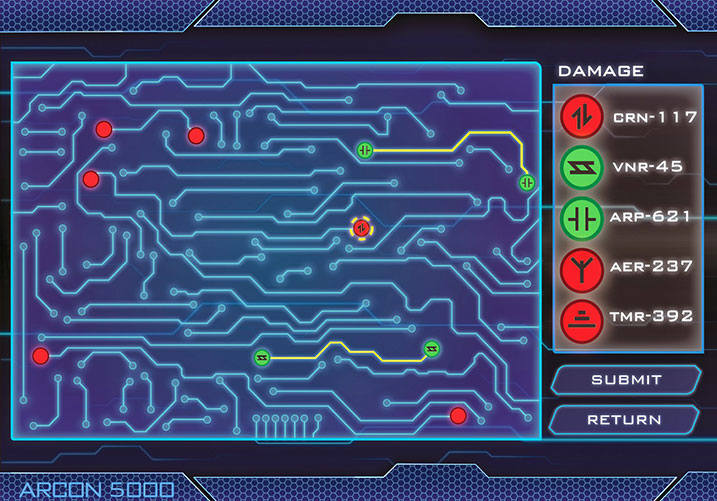 DAMAGE
CRN-117
VNR-45
ARP-621
AER-237
TMR-392
SUBMIT
RETURN
ARCON 5000